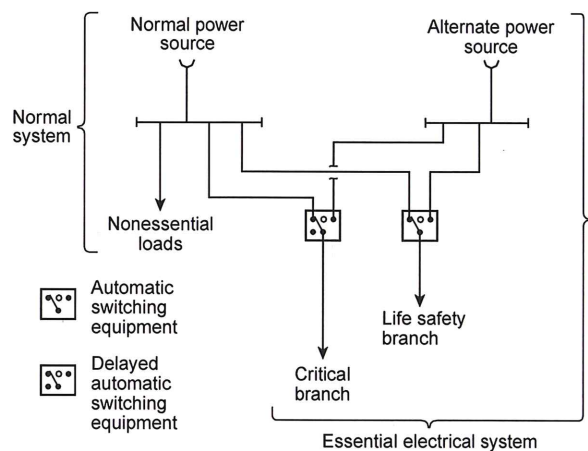 Normal power
source
Alternate power
source
Normal
system
Nonessential
loads
Automatic
switching
equipment
Life safety
branch
Delayed
automatic
switching
equipment
Critical
branch
Essential electrical system